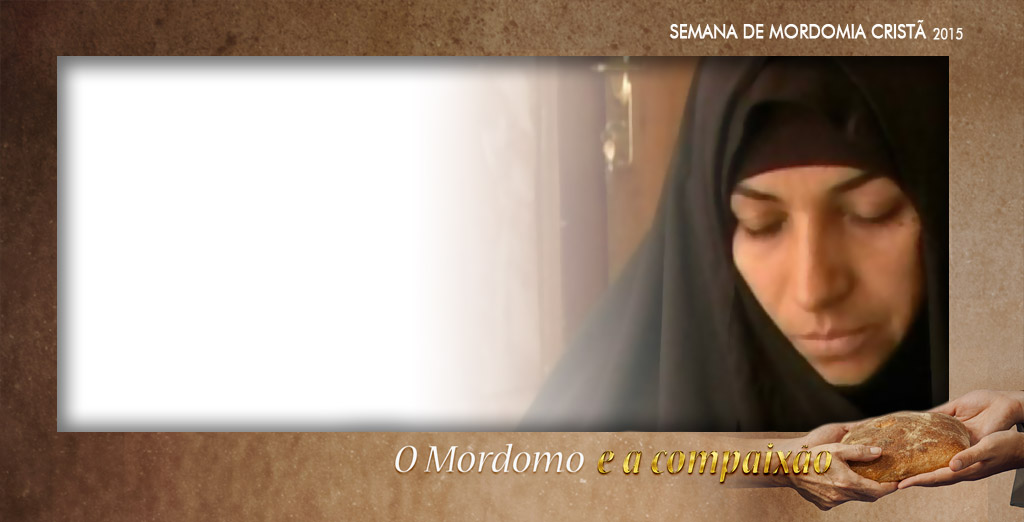 SEMANA DE MORDOMIA CRISTÃ 2015
O Mordomo e a compaixão